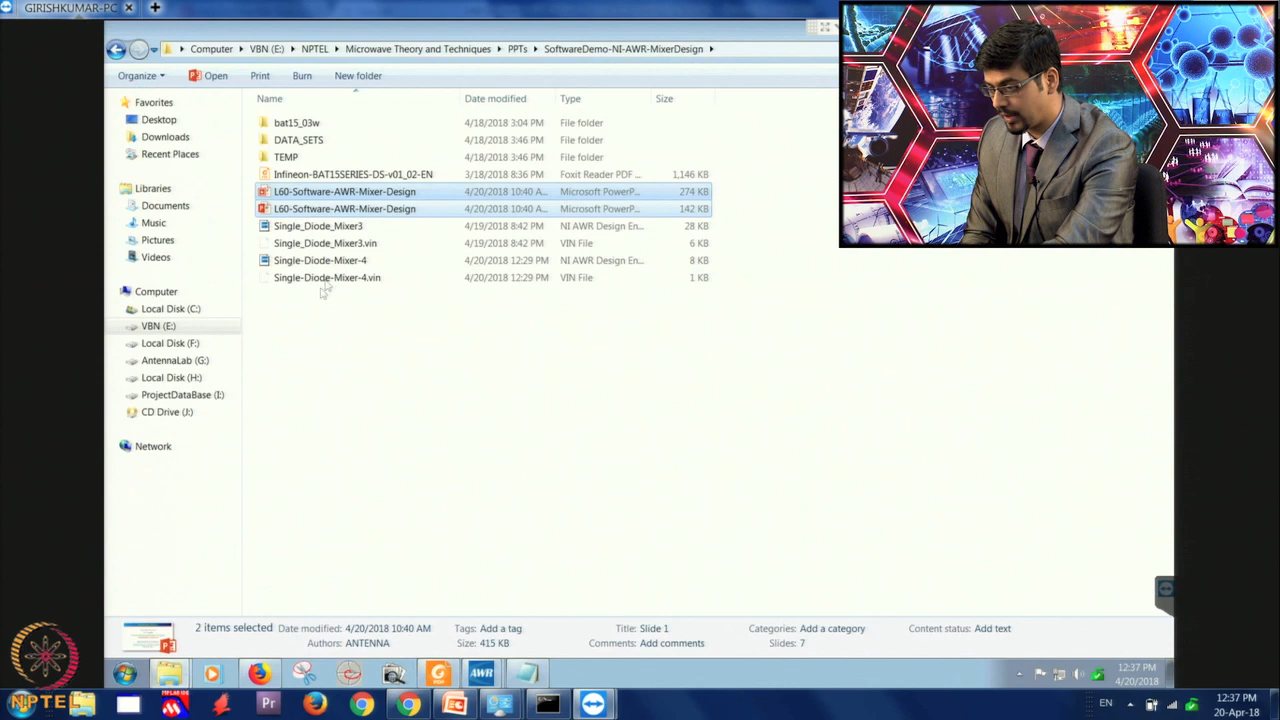 GIRISHKUMAR-PC
Computer VBN (E:) NPTEL Microwave Theory and Techniques PPTs SoftwareDemo-NI-AWR-MixerDesign
Organize Open Print Burn New folder
Name Date modified Type Size
Favorites
Desktop
Downloads
Recent Places
Libraries
Documents
Music
Pictures
Videos
Computer
Local Disk (C:)
VBN (E:)
Local Disk (F:)
AntennaLab (G:)
Local Disk (H:)
ProjectDataBase (I:)
CD Drive (J:)
Network
bat15_03w 4/18/2018 3:04 PM File folder
DATA_SETS 4/18/2018 3:46 PM File folder
TEMP 4/18/2018 3:46 PM File folder
Infineon-BAT15SERIES-DS-v01_02-EN 3/18/2018 8:36 PM Foxit Reader PDF ... 1,146 KB
L60-Software-AWR-Mixer-Design 4/20/2018 10:40 A... Microsoft PowerP... 274 KB
L60-Software-AWR-Mixer-Design 4/20/2018 10:40 A... Microsoft PowerP... 142 KB
Single_Diode_Mixer3 4/19/2018 8:42 PM NI AWR Design En... 28 KB
Single_Diode_Mixer3.vin 4/19/2018 8:42 PM VIN File 6 KB
Single-Diode-Mixer-4 4/20/2018 12:29 PM NI AWR Design En... 8 KB
Single-Diode-Mixer-4.vin 4/20/2018 12:29 PM VIN File 1 KB
2 items selected Date modified: 4/20/2018 10:40 AM Tags: Add a tag Title: Slide 1 Categories: Add a category Content status: Add text
Authors: ANTENNA Size: 415 KB Comments: Add comments Slides: 7
AWR
12:37 PM
4/20/2018
NPTEL
Pr
EN
12:37 PM
20-Apr-18